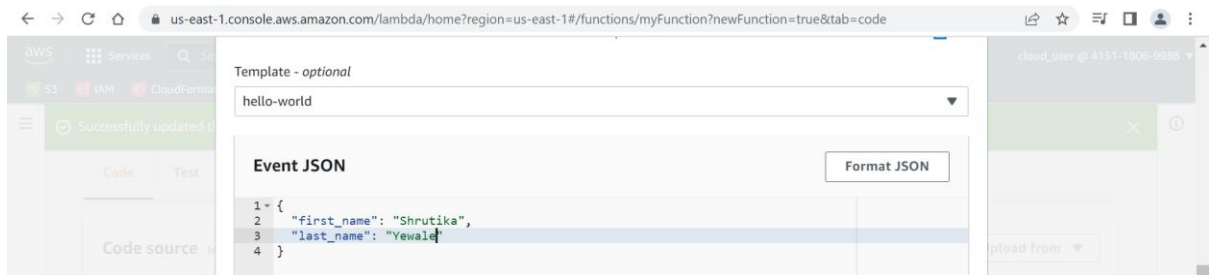 us-east-1.console.aws.amazon.com/lambda/home?region=us-east-1#/functions/myFunction?newFunction=true&tab=code
aws
Services
cloud_user @ 4151-1806-9988
S3
IAM
Template - optional
hello-world
Successfully updated
Code
Test
Event JSON
Format JSON
1 {
2 "first_name": "Shrutika",
3 "last_name": "Yewale"
4 }
Code source
Upload from